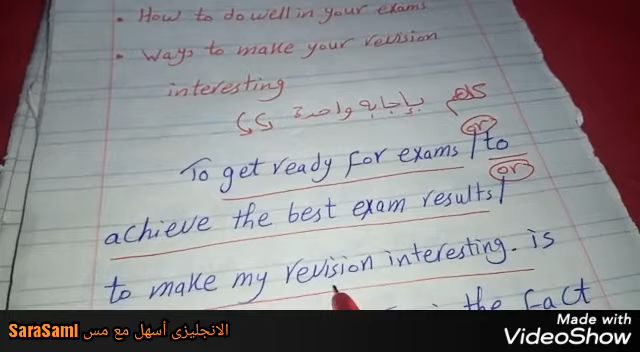 • How to do well in your exams
• Ways to make your revision
interesting
كلهم بإجابه واحدة
or
To get ready for exams / to
or
achieve the best exam results /
to make my revision interesting. is
in the fact
الانجليزى أسهل مع مس SaraSamI
Made with
VideoShow